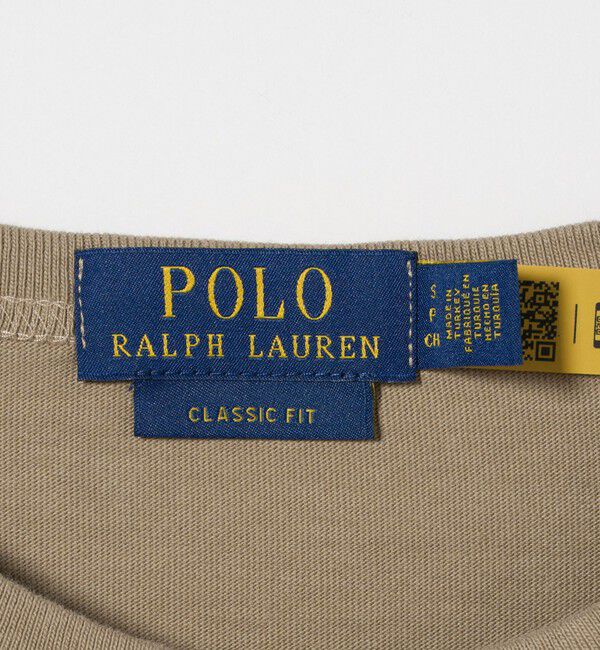 POLO
RALPH LAUREN
CLASSIC FIT
S
P
CH
MADE IN
TURKEY
FABRIQUÉ EN
TURQUIE
HECHO EN
TURQUÍA